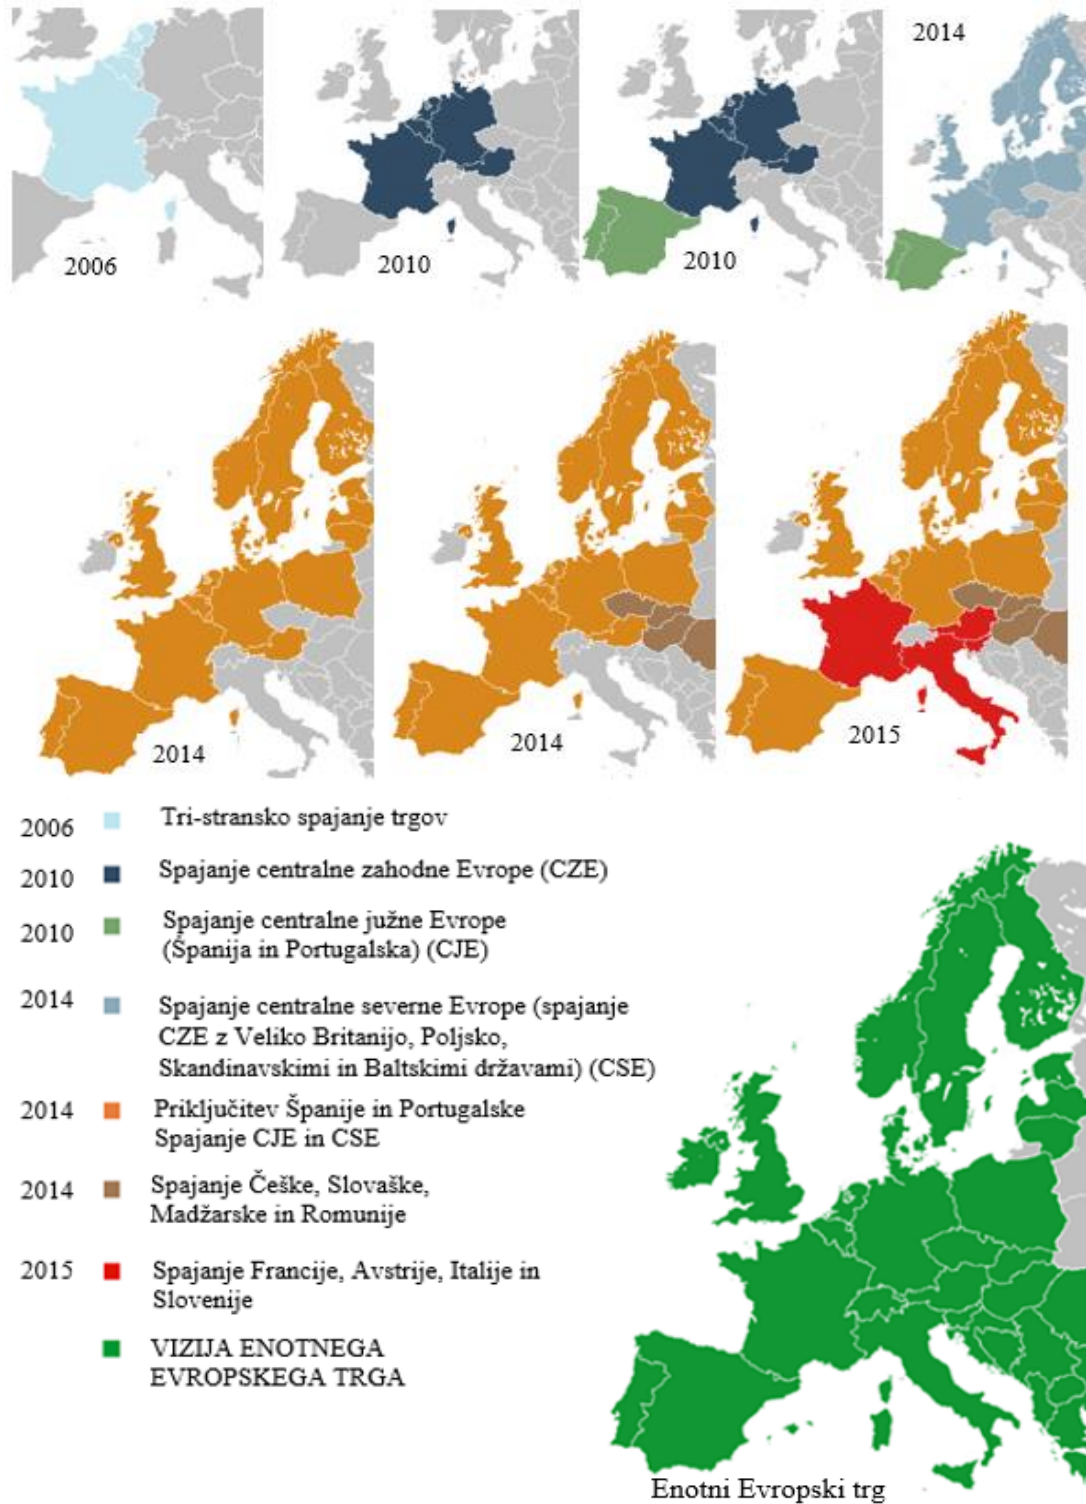 2014
2006
2010
2010
2014
2014
2015
2006 Tri-stransko spajanje trgov
2010 Spajanje centralne zahodne Evrope (CZE)
2010 Spajanje centralne južne Evrope
(Španija in Portugalska) (CJE)
2014 Spajanje centralne severne Evrope (spajanje
CZE z Veliko Britanijo, Poljsko,
Skandinavskimi in Baltskimi državami) (CSE)
2014 Priključitev Španije in Portugalske
Spajanje CJE in CSE
2014 Spajanje Češke, Slovaške,
Madžarske in Romunije
2015 Spajanje Francije, Avstrije, Italije in
Slovenije
VIZIJA ENOTNEGA
EVROPSKEGA TRGA
Enotni Evropski trg